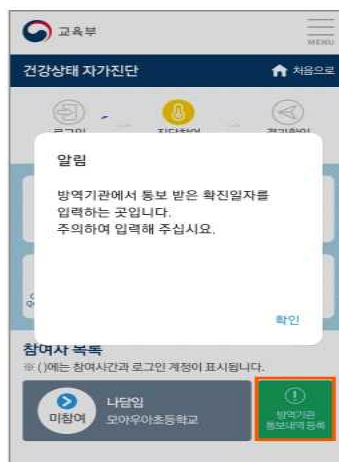 교육부
MENU
건강상태 자가진단
처음으로
알림
방역기관에서 통보 받은 확진일자를
입력하는 곳입니다.
주의하여 입력해 주십시요.
확인
참여자 목록
※ ( )에는 참여시간과 로그인 계정이 표시됩니다.
미참여
나담임
모아우아초등학교
방역기관
통보내역 등록